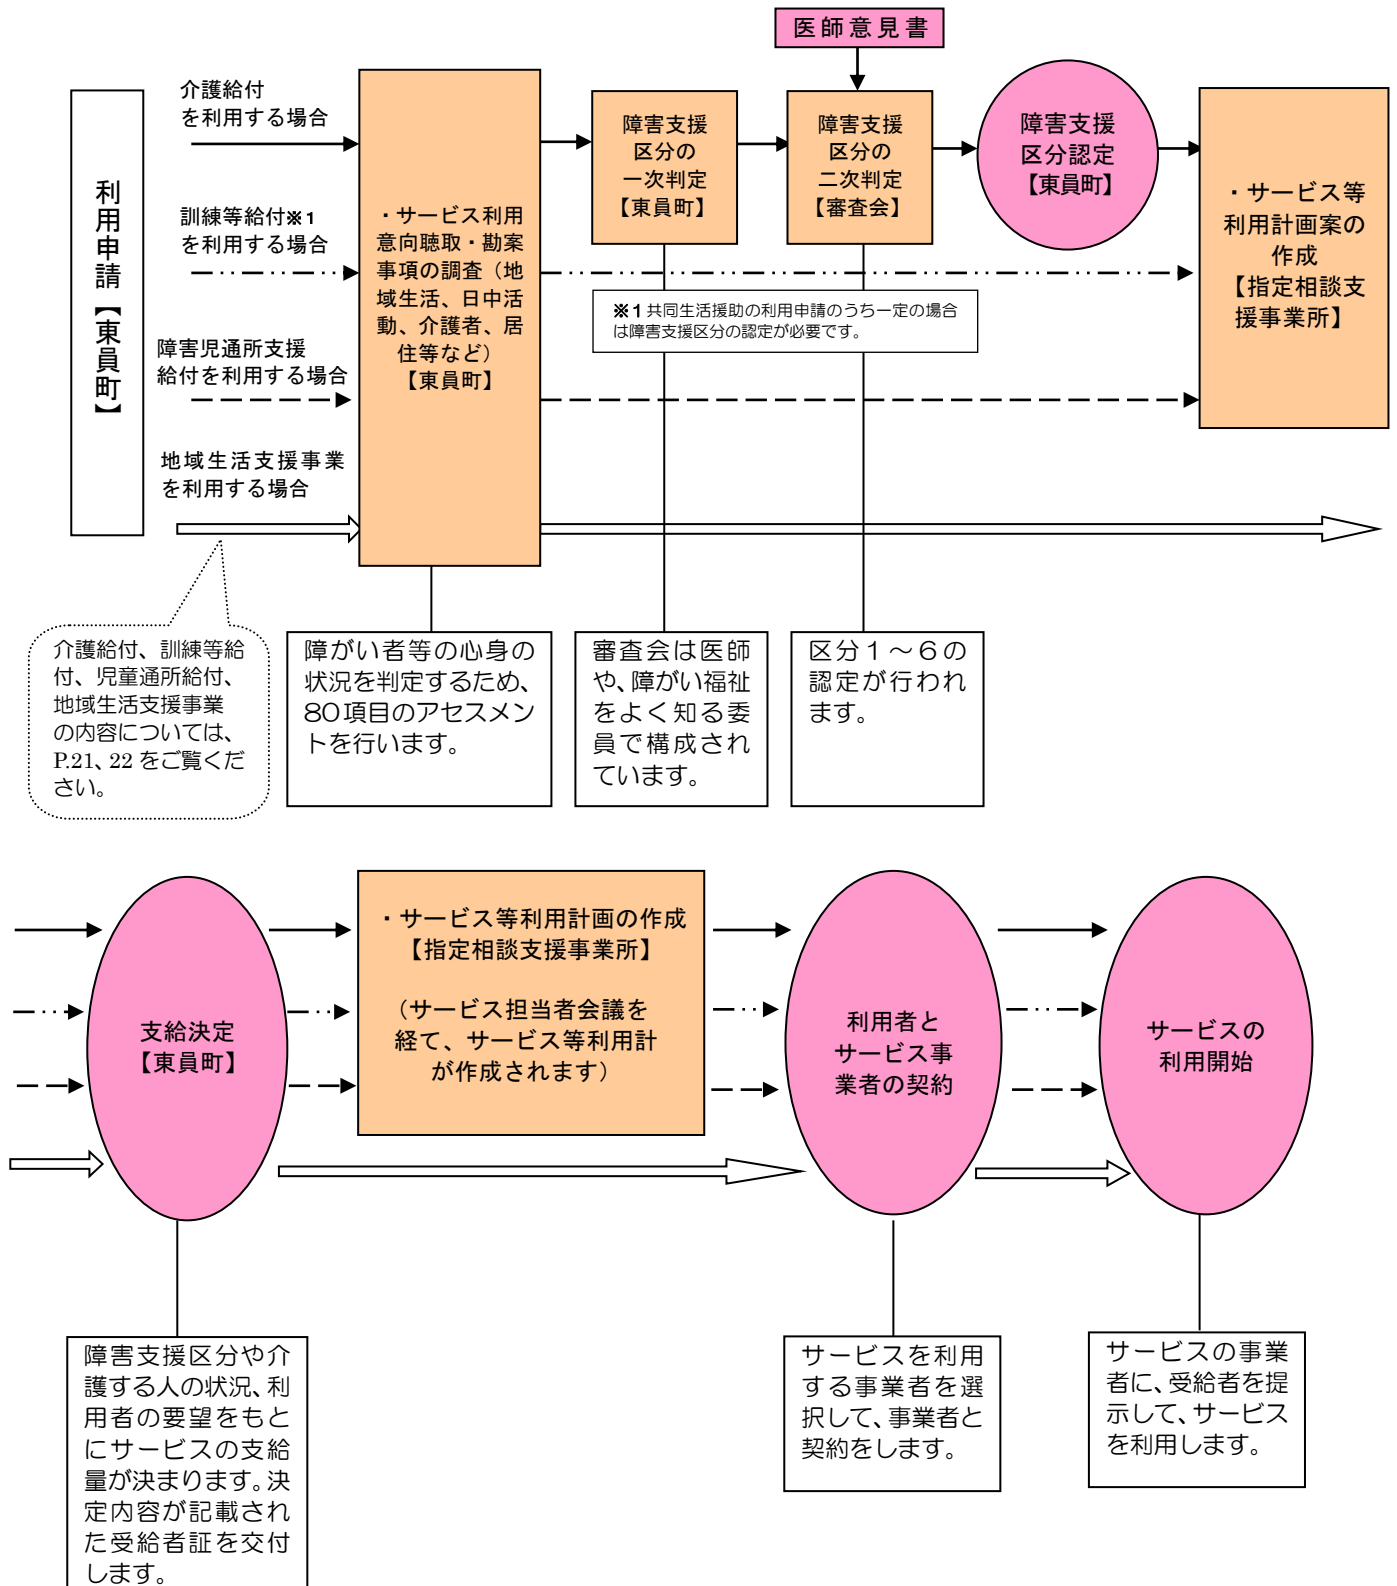 医師意見書
利用申請【東員町】
介護給付
を利用する場合
訓練等給付※1
を利用する場合
障害児通所支援
給付を利用する場合
地域生活支援事業
を利用する場合
・サービス利用
意向聴取・勘案
事項の調査（地
域生活、日中活
動、介護者、居
住等など）
【東員町】
障害支援
区分の
一次判定
【東員町】
障害支援
区分の
二次判定
【審査会】
障害支援
区分認定
【東員町】
・サービス等
利用計画案の
作成
【指定相談支
援事業所】
※1 共同生活援助の利用申請のうち一定の場合
は障害支援区分の認定が必要です。
介護給付、訓練等給
付、児童通所給付、
地域生活支援事業
の内容については、
P.21、22 をご覧くだ
さい。
障がい者等の心身の
状況を判定するため、
80項目のアセスメン
トを行います。
審査会は医師
や、障がい福祉
をよく知る委
員で構成され
ています。
区分１～６の
認定が行われ
ます。
支給決定
【東員町】
・サービス等利用計画の作成
【指定相談支援事業所】
（サービス担当者会議を
経て、サービス等利用計
が作成されます）
利用者と
サービス事
業者の契約
サービスの
利用開始
障害支援区分や介
護する人の状況、利
用者の要望をもと
にサービスの支給
量が決まります。決
定内容が記載され
た受給者証を交付
します。
サービスを利用
する事業者を選
択して、事業者と
契約をします。
サービスの事業
者に、受給者を提
示して、サービス
を利用します。